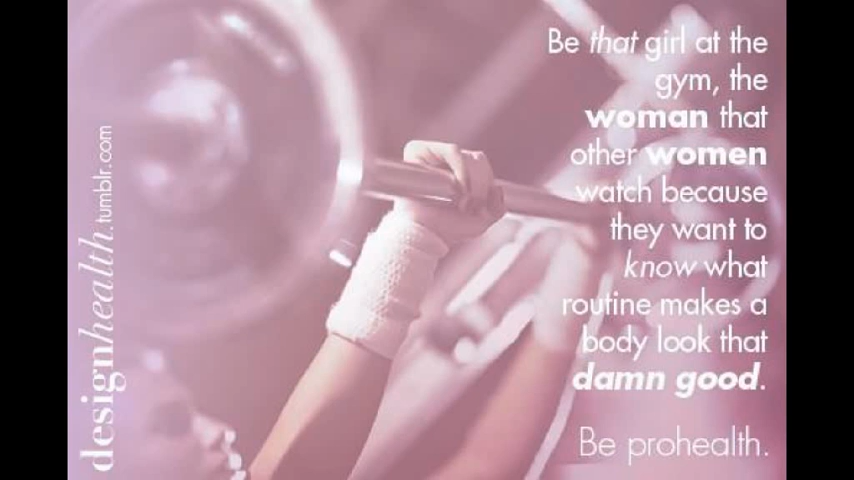 Be that girl at the
gym, the
woman that
other women
watch because
they want to
know what
routine makes a
body look that
damn good.
Be prohealth.
designhealth.tumblr.com